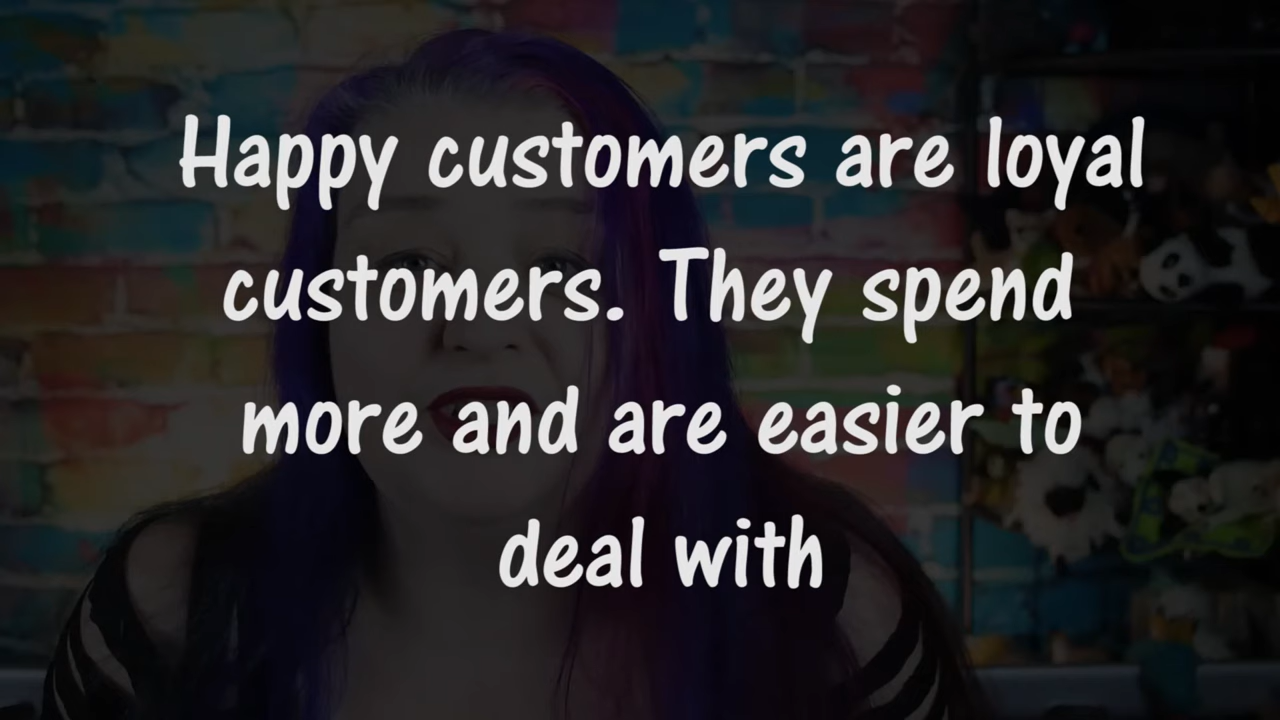 Happy customers are loyal
customers. They spend
more and are easier to
deal with